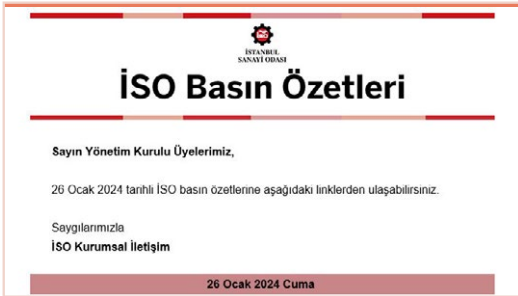 İSO
İSTANBUL
SANAYİ ODASI
İSO Basın Özetleri
Sayın Yönetim Kurulu Üyelerimiz,
26 Ocak 2024 tarihli İSO basın özetlerine aşağıdaki linklerden ulaşabilirsiniz.
Saygılarımızla
İSO Kurumsal İletişim
26 Ocak 2024 Cuma